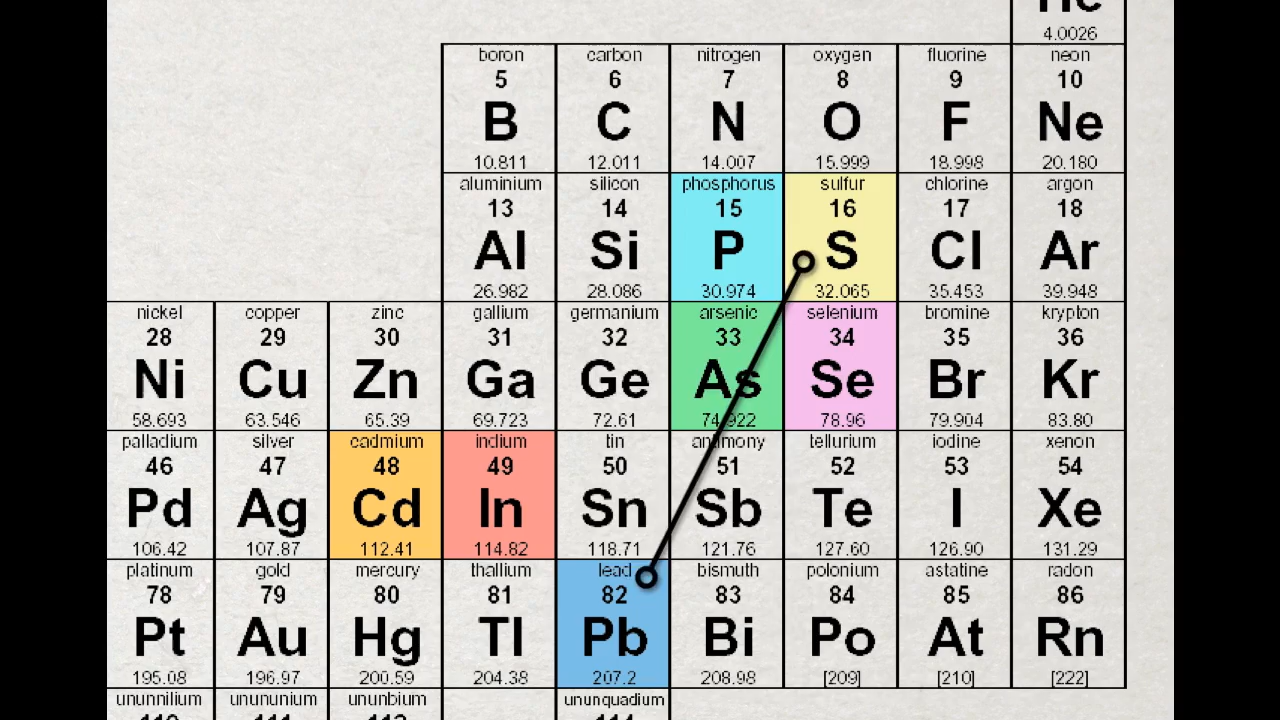 He
4.0026
boron carbon nitrogen oxygen fluorine neon
5 6 7 8 9 10
B C N O F Ne
10.811 12.011 14.007 15.999 18.998 20.180
aluminium silicon phosphorus sulfur chlorine argon
13 14 15 16 17 18
Al Si P S Cl Ar
26.982 28.086 30.974 32.065 35.453 39.948
nickel copper zinc gallium germanium arsenic selenium bromine krypton
28 29 30 31 32 33 34 35 36
Ni Cu Zn Ga Ge As Se Br Kr
58.693 63.546 65.39 69.723 72.61 74.922 78.96 79.904 83.80
palladium silver cadmium indium tin antimony tellurium iodine xenon
46 47 48 49 50 51 52 53 54
Pd Ag Cd In Sn Sb Te I Xe
106.42 107.87 112.41 114.82 118.71 121.76 127.60 126.90 131.29
platinum gold mercury thallium lead bismuth polonium astatine radon
78 79 80 81 82 83 84 85 86
Pt Au Hg Tl Pb Bi Po At Rn
195.08 196.97 200.59 204.38 207.2 208.98 [209] [210] [222]
ununnilium unununium ununbium ununquadium
110 111 112 114